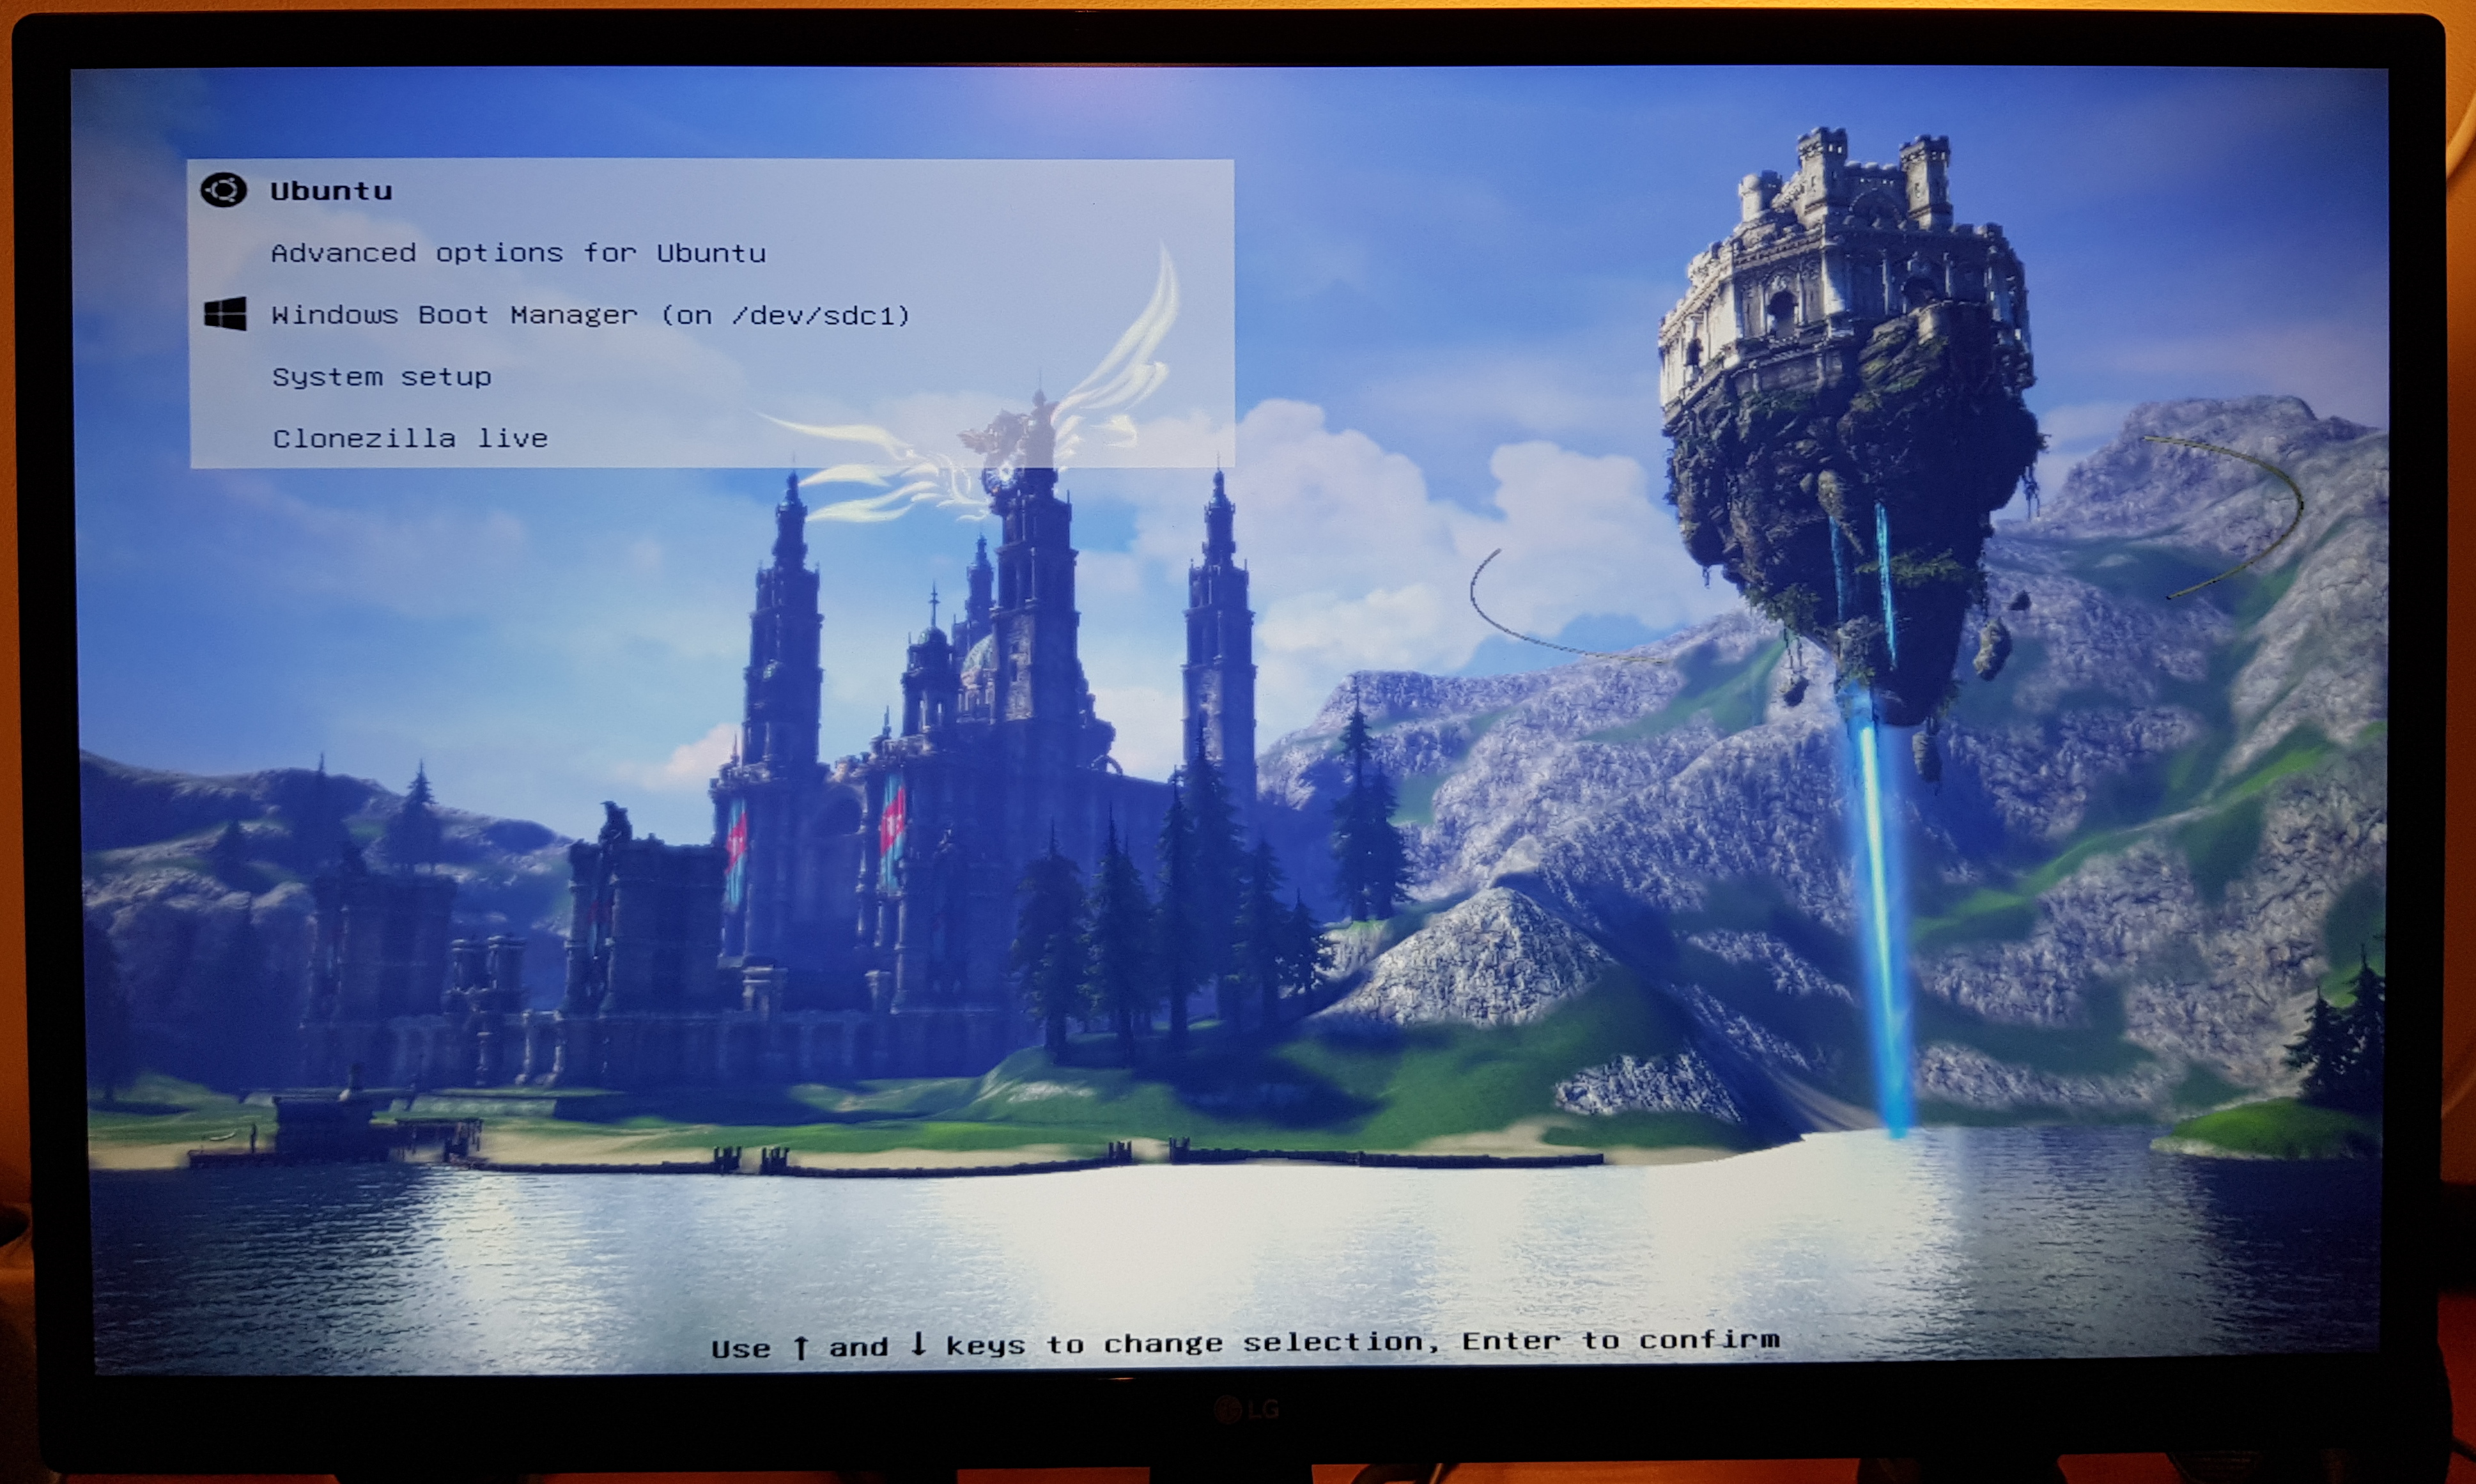 Ubuntu
Advanced options for Ubuntu
Windows Boot Manager (on /dev/sdc1)
System setup
Clonezilla live
Use ↑ and ↓ keys to change selection, Enter to confirm
LG